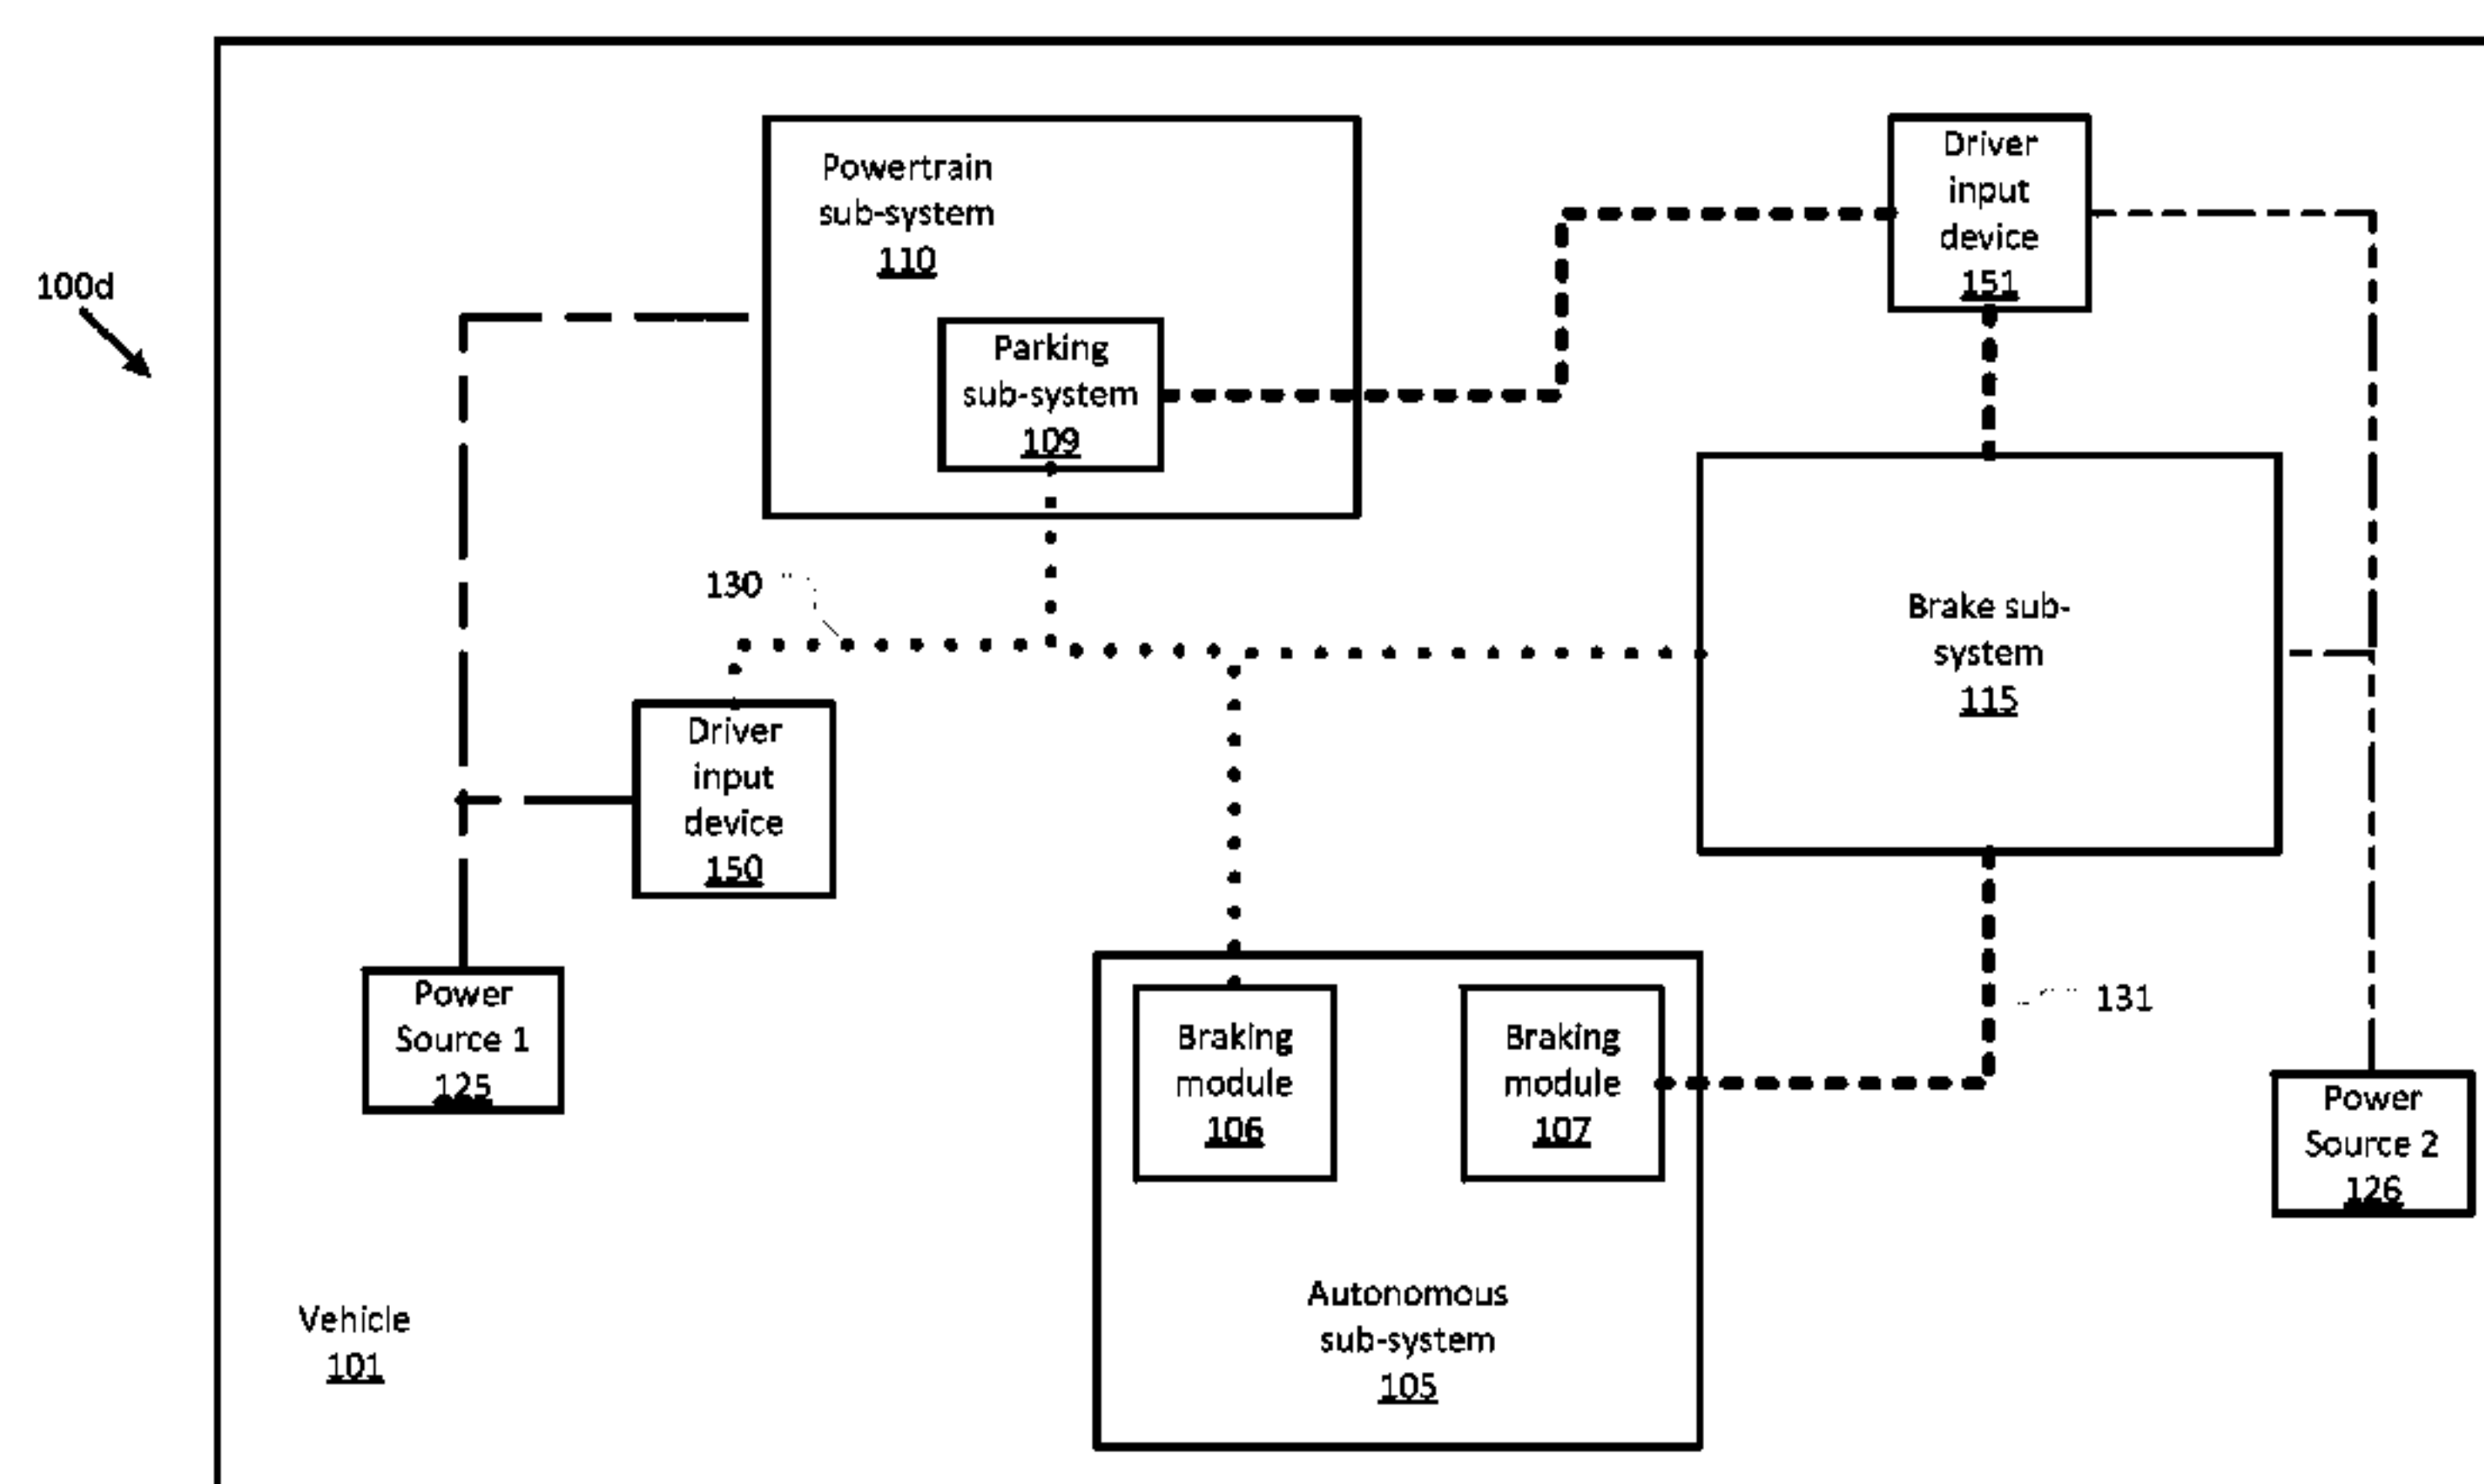 100d
Powertrain
sub-system
110
Parking
sub-system
109
Driver
input
device
151
130
Driver
input
device
150
Brake sub-
system
115
Power
Source 1
125
Braking
module
106
Braking
module
107
131
Power
Source 2
126
Autonomous
sub-system
105
Vehicle
101